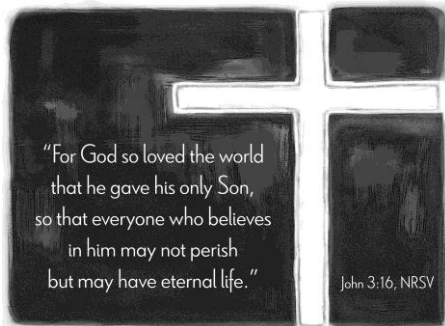 “For God so loved the world
that he gave his only Son,
so that everyone who believes
in him may not perish
but may have eternal life.”
John 3:16, NRSV